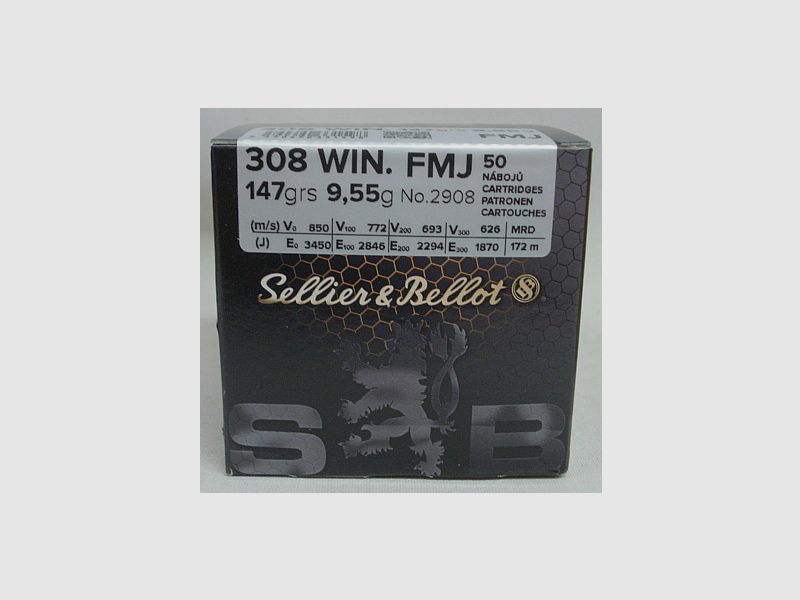 FMJ
308 WIN. FMJ 50
NÁBOJŮ
147grs 9,55g No.2908 CARTRIDGES
PATRONEN
CARTOUCHES
(m/s) V0 850 V100 772 V200 693 V300 626 MRD
(J) E0 3450 E100 2846 E200 2294 E300 1870 172 m
Sellier & Bellot
S B